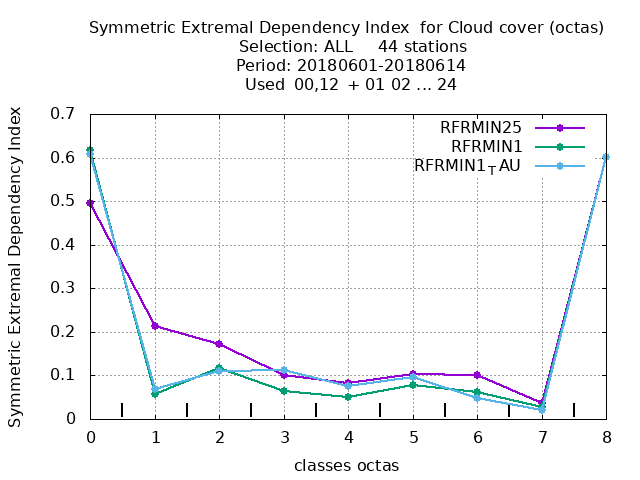 Symmetric Extremal Dependency Index  for Cloud cover (octas)
Selection: ALL     44 stations
Period: 20180601-20180614
Used  00,12  + 01 02 ... 24
Symmetric Extremal Dependency Index
0.7
0.6
0.5
0.4
0.3
0.2
0.1
0
RFRMIN25
RFRMIN1
RFRMIN1TAU
0 1 2 3 4 5 6 7 8
classes octas